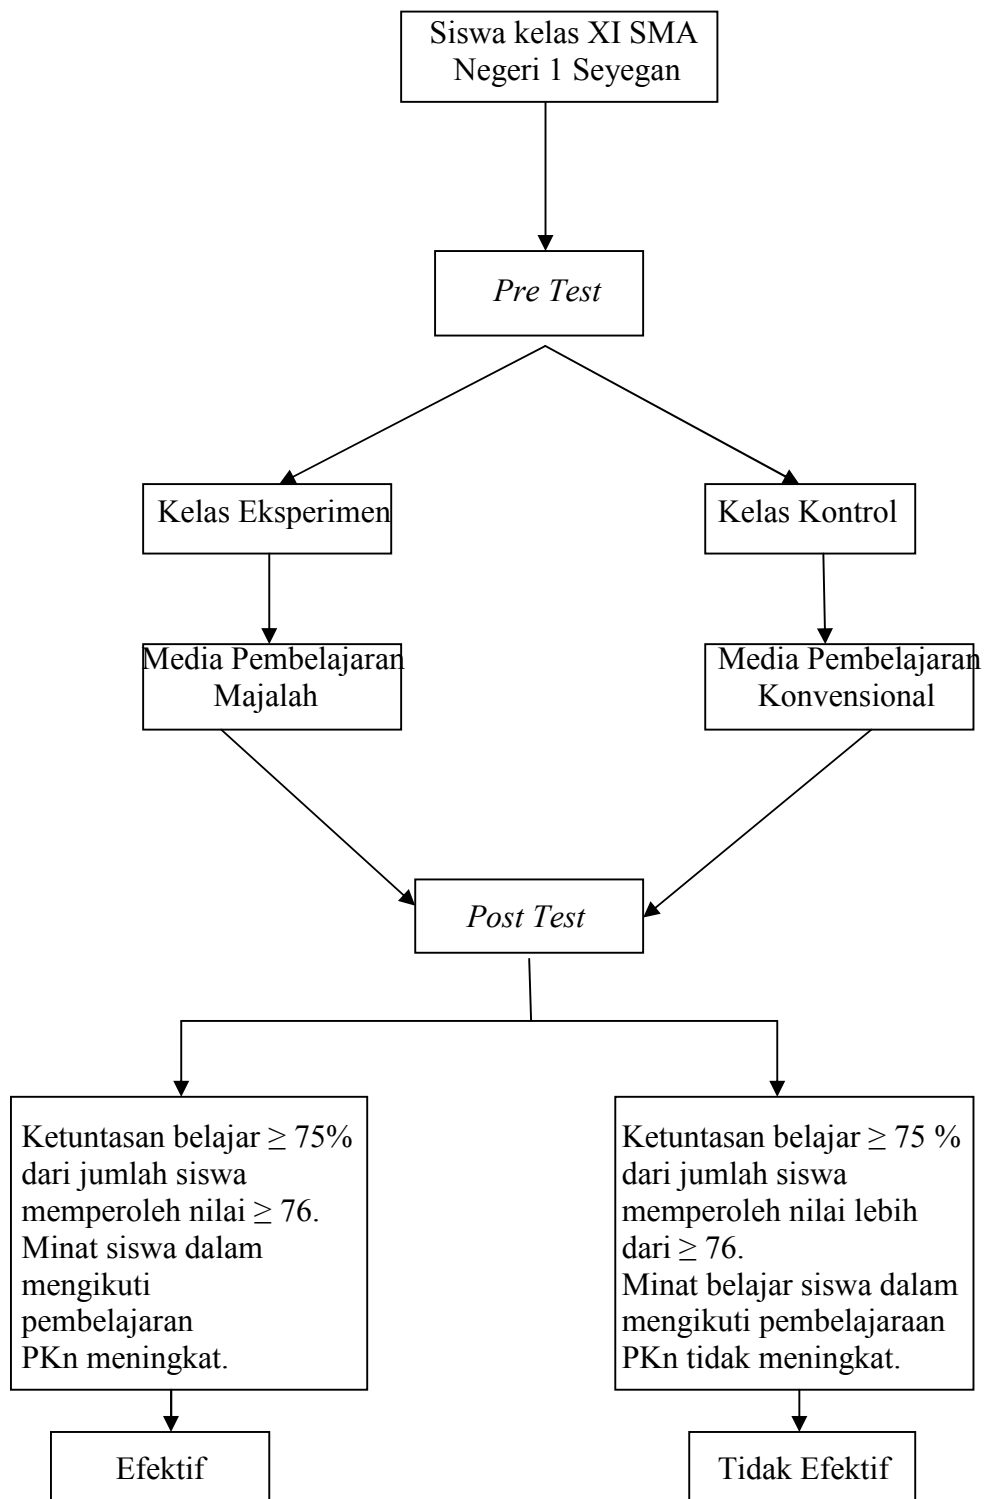 Siswa kelas XI SMA
Negeri 1 Seyegan
Pre Test
Kelas Eksperimen
Kelas Kontrol
Media Pembelajaran
Majalah
Media Pembelajaran
Konvensional
Post Test
Ketuntasan belajar ≥ 75%
dari jumlah siswa
memperoleh nilai ≥ 76.
Minat siswa dalam
mengikuti
pembelajaran
PKn meningkat.
Ketuntasan belajar ≥ 75 %
dari jumlah siswa
memperoleh nilai lebih
dari ≥ 76.
Minat belajar siswa dalam
mengikuti pembelajaraan
PKn tidak meningkat.
Efektif
Tidak Efektif